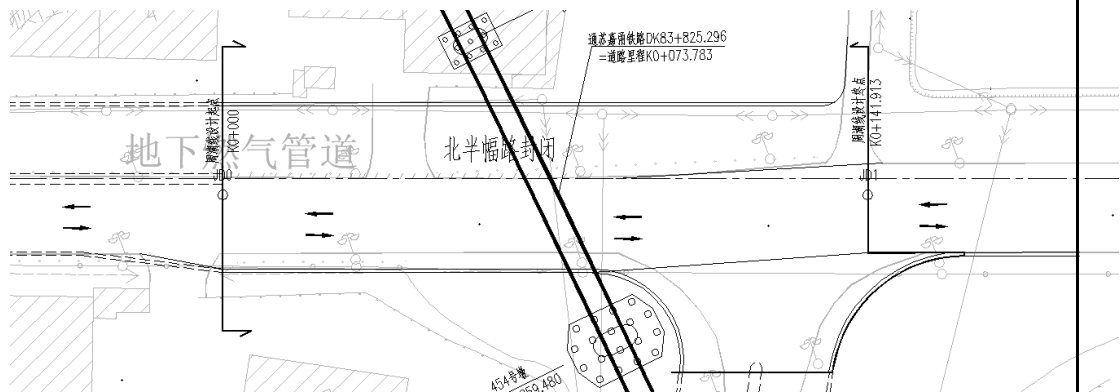 通苏嘉甬铁路DK83+825.296
=道路里程K0+073.783
周湖线设计起点
K0+000
周湖线设计终点
K0+141.913
地下燃气管道
北半幅路封闭
JD0
JD1
454号墩